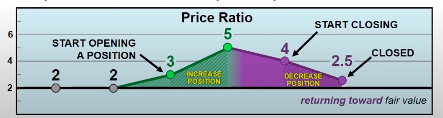 Price Ratio
5
START CLOSING
6
START OPENING
A POSITION
3
4
CLOSED
4
2.5
2
2
INCREASE
POSITION
DECREASE
POSITION
2
returning toward fair value